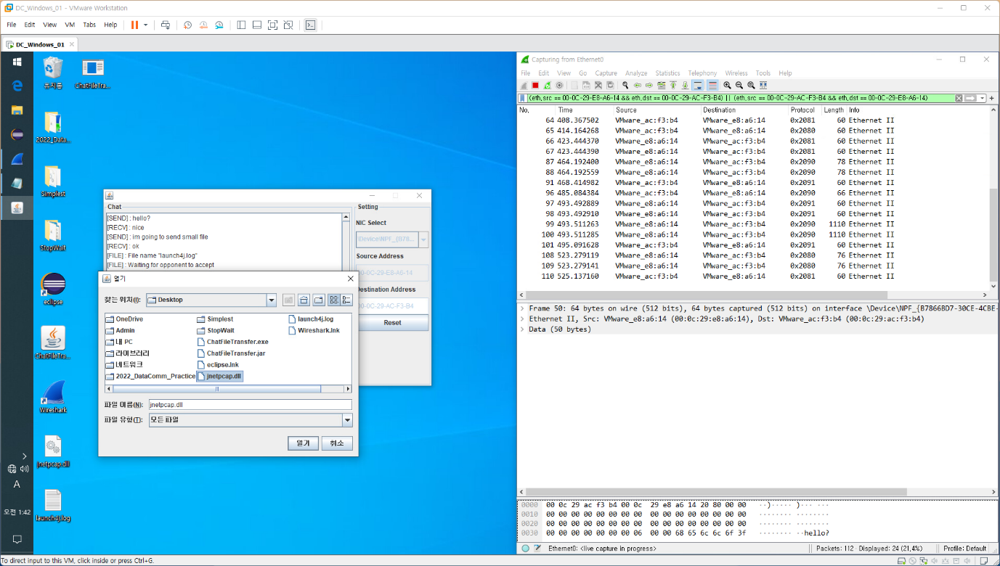 DC_Windows_01 - VMware Workstation
File Edit View VM Tabs Help
DC_Windows_01
휴지통
ChatFileTra...
2022_Data...
Simplest
StopWait
eclipse
ChatFileTra...
Wireshark
jnetpcap.dll
launch4j.log
A
오전 1:42
Chat
[SEND] : hello?
[RECV] : nice
[SEND] : im going to send small file
[RECV] : ok
[FILE] : File name "launch4j.log"
[FILE] : Waiting for opponent to accept
Setting
NIC Select
\Device\NPF_{B786...
Source Address
00-0C-29-E8-A6-14
Destination Address
00-0C-29-AC-F3-B4
Reset
열기
찾는 위치(I):
Desktop
OneDrive
Admin
내 PC
라이브러리
네트워크
2022_DataComm_Practice
Simplest
StopWait
ChatFileTransfer.exe
ChatFileTransfer.jar
eclipse.lnk
jnetpcap.dll
launch4j.log
Wireshark.lnk
파일 이름(N):
jnetpcap.dll
파일 유형(T):
모든 파일
열기
취소
Capturing from Ethernet0
File Edit View Go Capture Analyze Statistics Telephony Wireless Tools Help
(eth.src == 00-0C-29-E8-A6-14 && eth.dst == 00-0C-29-AC-F3-B4) || (eth.src == 00-0C-29-AC-F3-B4 && eth.dst == 00-0C-29-E8-A6-14)
No. Time Source Destination Protocol Length Info
64 408.367502 VMware_ac:f3:b4 VMware_e8:a6:14 0x2081 60 Ethernet II
65 414.164268 VMware_ac:f3:b4 VMware_e8:a6:14 0x2080 60 Ethernet II
66 423.444370 VMware_e8:a6:14 VMware_ac:f3:b4 0x2081 60 Ethernet II
67 423.444390 VMware_e8:a6:14 VMware_ac:f3:b4 0x2081 60 Ethernet II
87 464.192400 VMware_e8:a6:14 VMware_ac:f3:b4 0x2090 78 Ethernet II
88 464.192559 VMware_e8:a6:14 VMware_ac:f3:b4 0x2090 78 Ethernet II
91 468.414982 VMware_ac:f3:b4 VMware_e8:a6:14 0x2091 60 Ethernet II
96 485.084384 VMware_ac:f3:b4 VMware_e8:a6:14 0x2090 66 Ethernet II
97 493.492889 VMware_e8:a6:14 VMware_ac:f3:b4 0x2091 60 Ethernet II
98 493.492910 VMware_e8:a6:14 VMware_ac:f3:b4 0x2091 60 Ethernet II
99 493.511263 VMware_e8:a6:14 VMware_ac:f3:b4 0x2090 1110 Ethernet II
100 493.511285 VMware_e8:a6:14 VMware_ac:f3:b4 0x2090 1110 Ethernet II
101 495.091628 VMware_ac:f3:b4 VMware_e8:a6:14 0x2091 60 Ethernet II
108 523.279119 VMware_e8:a6:14 VMware_ac:f3:b4 0x2080 76 Ethernet II
109 523.279141 VMware_e8:a6:14 VMware_ac:f3:b4 0x2080 76 Ethernet II
110 525.137160 VMware_ac:f3:b4 VMware_e8:a6:14 0x2081 60 Ethernet II
Frame 50: 64 bytes on wire (512 bits), 64 bytes captured (512 bits) on interface \Device\NPF_{B7866BD7-30CE-4CBE-
Ethernet II, Src: VMware_e8:a6:14 (00:0c:29:e8:a6:14), Dst: VMware_ac:f3:b4 (00:0c:29:ac:f3:b4)
Data (50 bytes)
0000 00 0c 29 ac f3 b4 00 0c 29 e8 a6 14 20 80 00 00 ··)····· )··· ···
0010 00 00 00 00 00 00 00 00 00 00 00 00 00 00 00 00 ········ ········
0020 00 00 00 00 00 00 00 00 00 00 00 00 00 00 00 00 ········ ········
0030 00 00 00 00 00 00 00 06 00 00 68 65 6c 6c 6f 3f ········ ··hello?
Ethernet0: <live capture in progress>
Packets: 112 · Displayed: 24 (21.4%)
Profile: Default
To direct input to this VM, click inside or press Ctrl+G.